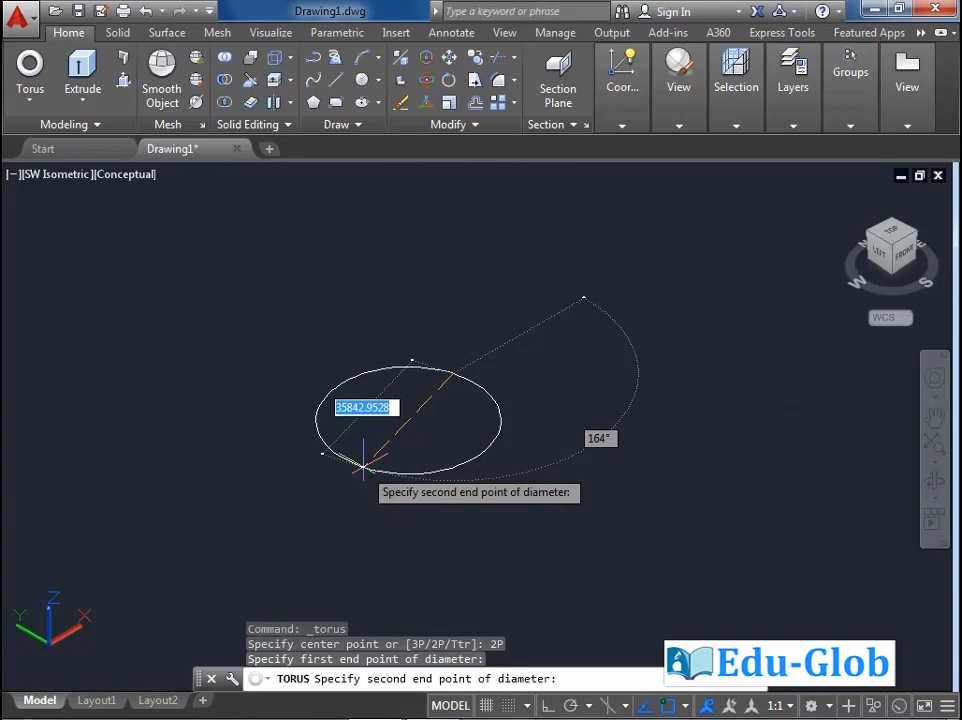 Drawing1.dwg
Type a keyword or phrase
Sign In
Home Solid Surface Mesh Visualize Parametric Insert Annotate View Manage Output Add-ins A360 Express Tools Featured Apps
Torus
Extrude
Smooth
Object
Section
Plane
Coor...
View
Selection
Layers
Groups
View
Modeling Mesh Solid Editing Draw Modify Section
Start
Drawing1*
[−][SW Isometric][Conceptual]
TOP
LEFT
FRONT
N
W
S
WCS
35842.9528
164°
Specify second end point of diameter:
Z
Y
X
Command: _torus
Specify center point or [3P/2P/Ttr]: 2P
Specify first end point of diameter:
TORUS Specify second end point of diameter:
Edu-Glob
Model Layout1 Layout2
MODEL
1:1